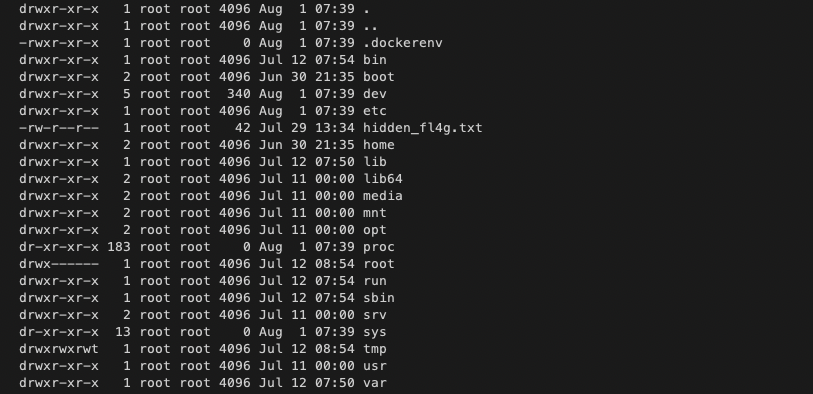 drwxr-xr-x   1 root root 4096 Aug  1 07:39 .
drwxr-xr-x   1 root root 4096 Aug  1 07:39 ..
-rwxr-xr-x   1 root root    0 Aug  1 07:39 .dockerenv
drwxr-xr-x   1 root root 4096 Jul 12 07:54 bin
drwxr-xr-x   2 root root 4096 Jun 30 21:35 boot
drwxr-xr-x   5 root root  340 Aug  1 07:39 dev
drwxr-xr-x   1 root root 4096 Aug  1 07:39 etc
-rw-r--r--   1 root root   42 Jul 29 13:34 hidden_fl4g.txt
drwxr-xr-x   2 root root 4096 Jun 30 21:35 home
drwxr-xr-x   1 root root 4096 Jul 12 07:50 lib
drwxr-xr-x   2 root root 4096 Jul 11 00:00 lib64
drwxr-xr-x   2 root root 4096 Jul 11 00:00 media
drwxr-xr-x   2 root root 4096 Jul 11 00:00 mnt
drwxr-xr-x   2 root root 4096 Jul 11 00:00 opt
dr-xr-xr-x 183 root root    0 Aug  1 07:39 proc
drwx------   1 root root 4096 Jul 12 08:54 root
drwxr-xr-x   1 root root 4096 Jul 12 07:54 run
drwxr-xr-x   1 root root 4096 Jul 12 07:54 sbin
drwxr-xr-x   2 root root 4096 Jul 11 00:00 srv
dr-xr-xr-x  13 root root    0 Aug  1 07:39 sys
drwxrwxrwt   1 root root 4096 Jul 12 08:54 tmp
drwxr-xr-x   1 root root 4096 Jul 11 00:00 usr
drwxr-xr-x   1 root root 4096 Jul 12 07:50 var